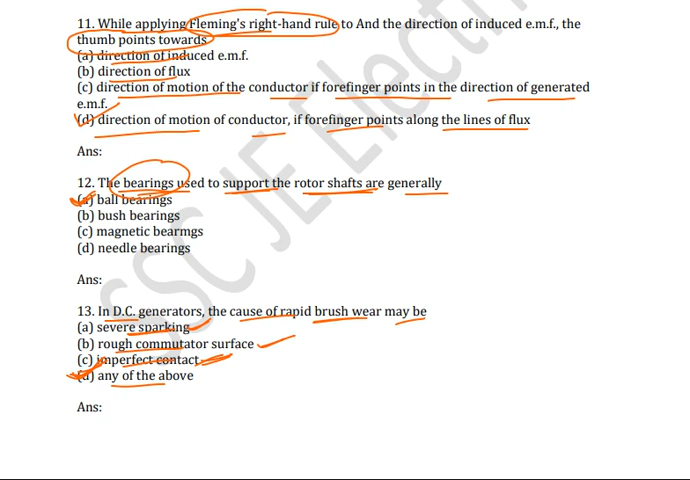 11. While applying Fleming's right-hand rule to And the direction of induced e.m.f., the
thumb points towards
(a) direction of induced e.m.f.
(b) direction of flux
(c) direction of motion of the conductor if forefinger points in the direction of generated
e.m.f.
(d) direction of motion of conductor, if forefinger points along the lines of flux
Ans:
12. The bearings used to support the rotor shafts are generally
(a) ball bearings
(b) bush bearings
(c) magnetic bearmgs
(d) needle bearings
Ans:
13. In D.C. generators, the cause of rapid brush wear may be
(a) severe sparking
(b) rough commutator surface
(c) imperfect contact
(d) any of the above
Ans:
SSC JE Electri